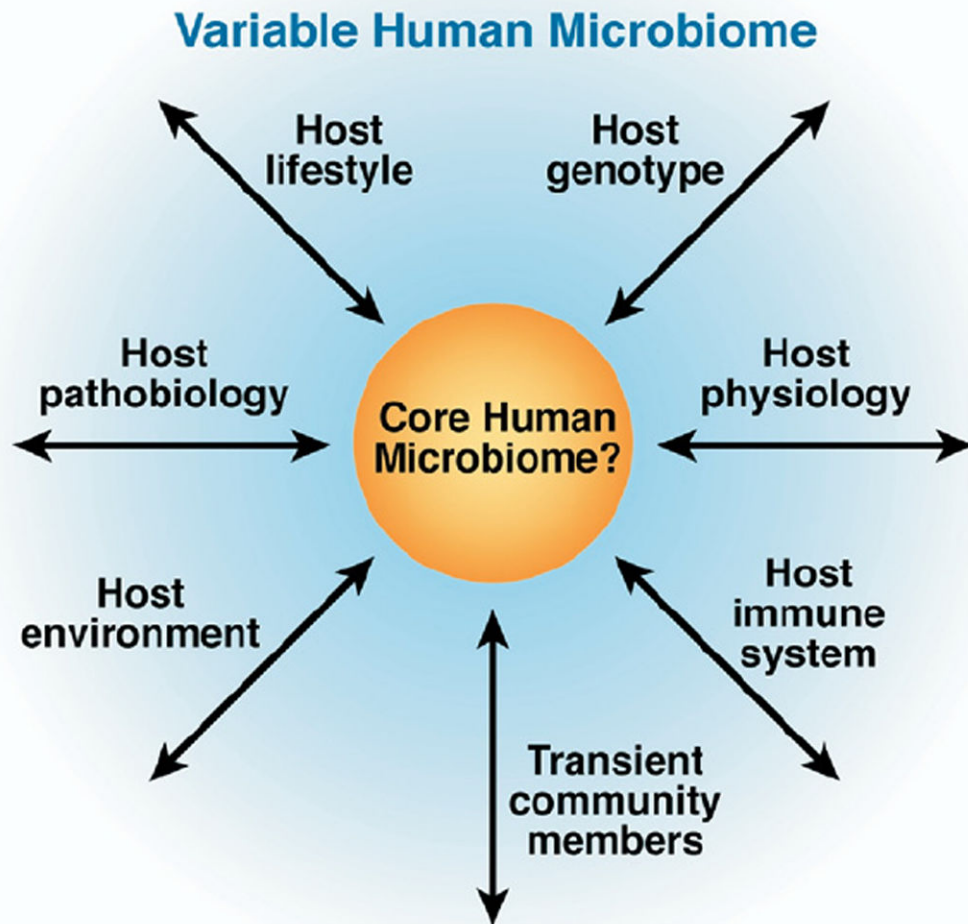 Variable Human Microbiome
Host
lifestyle
Host
genotype
Host
pathobiology
Host
physiology
Core Human
Microbiome?
Host
environment
Host
immune
system
Transient
community
members